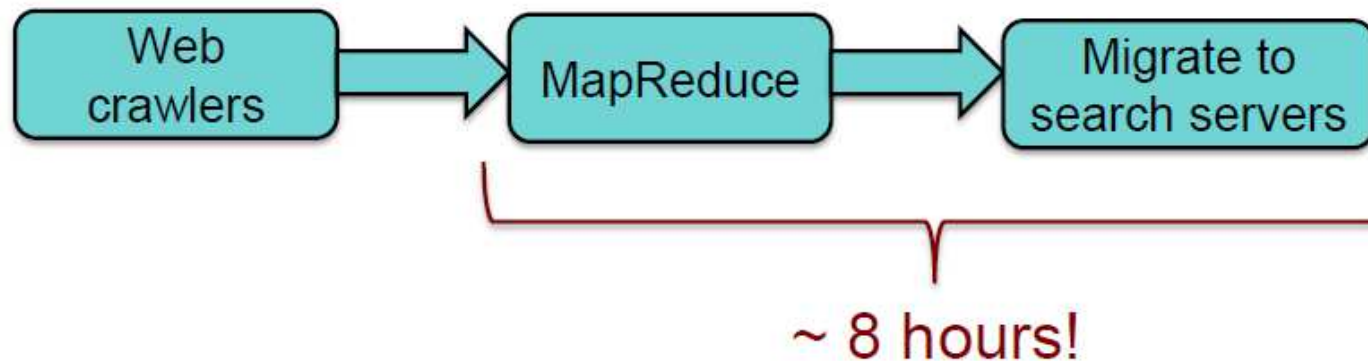 Web
crawlers
MapReduce
Migrate to
search servers
~ 8 hours!